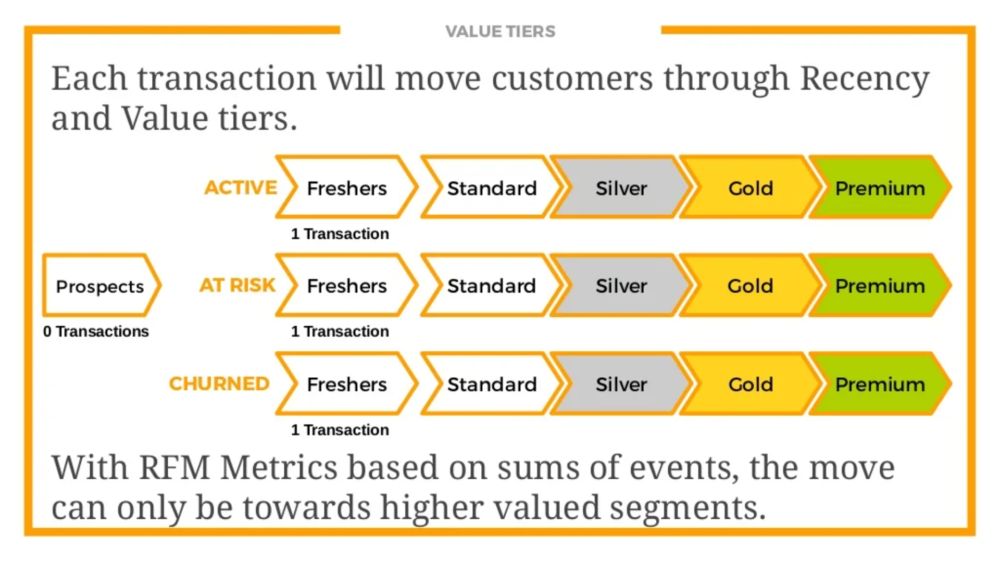 VALUE TIERS
Each transaction will move customers through Recency
and Value tiers.
ACTIVE Freshers Standard Silver Gold Premium
1 Transaction
Prospects AT RISK Freshers Standard Silver Gold Premium
0 Transactions 1 Transaction
CHURNED Freshers Standard Silver Gold Premium
1 Transaction
With RFM Metrics based on sums of events, the move
can only be towards higher valued segments.